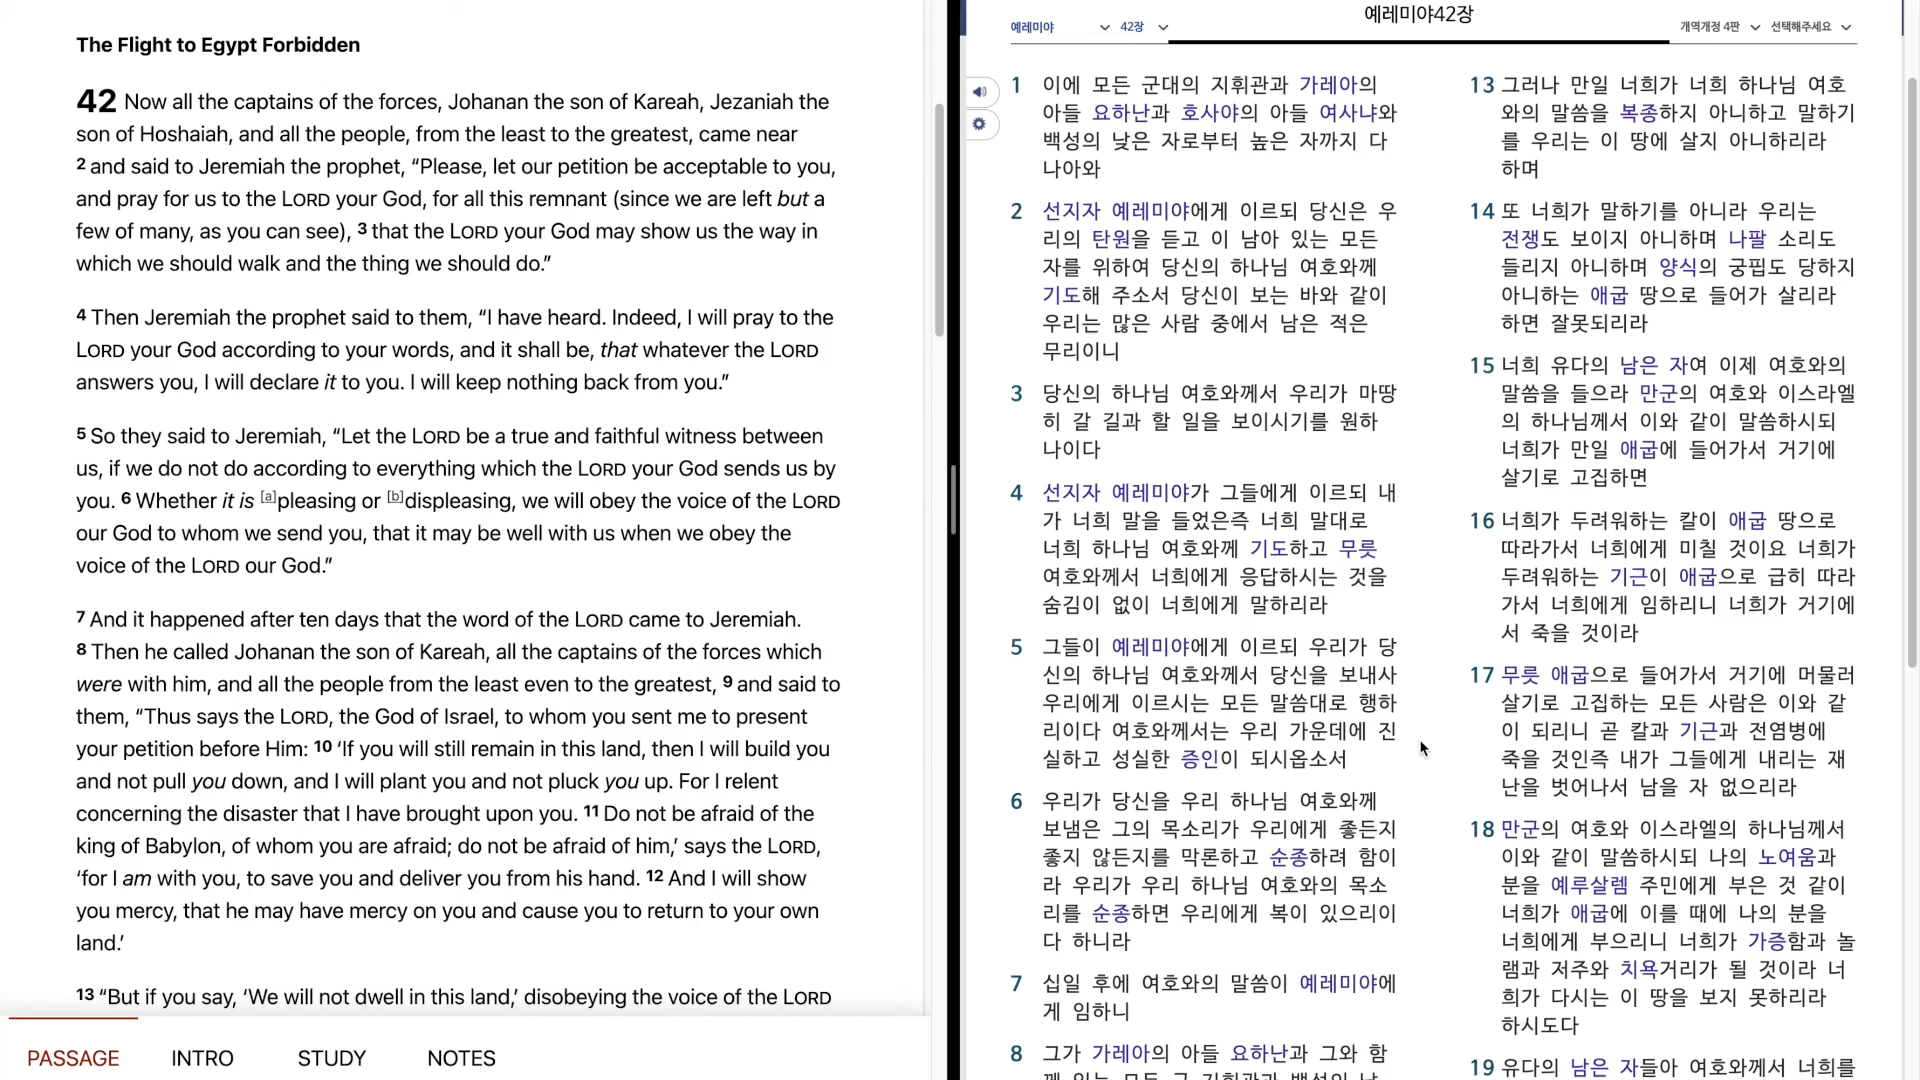 The Flight to Egypt Forbidden
42 Now all the captains of the forces, Johanan the son of Kareah, Jezaniah the
son of Hoshaiah, and all the people, from the least to the greatest, came near
2 and said to Jeremiah the prophet, “Please, let our petition be acceptable to you,
and pray for us to the LORD your God, for all this remnant (since we are left but a
few of many, as you can see), 3 that the LORD your God may show us the way in
which we should walk and the thing we should do.”
4 Then Jeremiah the prophet said to them, “I have heard. Indeed, I will pray to the
LORD your God according to your words, and it shall be, that whatever the LORD
answers you, I will declare it to you. I will keep nothing back from you.”
5 So they said to Jeremiah, “Let the LORD be a true and faithful witness between
us, if we do not do according to everything which the LORD your God sends us by
you. 6 Whether it is [a]pleasing or [b]displeasing, we will obey the voice of the LORD
our God to whom we send you, that it may be well with us when we obey the
voice of the LORD our God.”
7 And it happened after ten days that the word of the LORD came to Jeremiah.
8 Then he called Johanan the son of Kareah, all the captains of the forces which
were with him, and all the people from the least even to the greatest, 9 and said to
them, “Thus says the LORD, the God of Israel, to whom you sent me to present
your petition before Him: 10 ‘If you will still remain in this land, then I will build you
and not pull you down, and I will plant you and not pluck you up. For I relent
concerning the disaster that I have brought upon you. 11 Do not be afraid of the
king of Babylon, of whom you are afraid; do not be afraid of him,’ says the LORD,
‘for I am with you, to save you and deliver you from his hand. 12 And I will show
you mercy, that he may have mercy on you and cause you to return to your own
land.’
13 “But if you say, ‘We will not dwell in this land,’ disobeying the voice of the LORD
PASSAGE INTRO STUDY NOTES
예레미야42장
예레미야 42장 개역개정 4판 선택해주세요
1 이에 모든 군대의 지휘관과 가레아의
아들 요하난과 호사야의 아들 여사냐와
백성의 낮은 자로부터 높은 자까지 다
나아와
2 선지자 예레미야에게 이르되 당신은 우
리의 탄원을 듣고 이 남아 있는 모든
자를 위하여 당신의 하나님 여호와께
기도해 주소서 당신이 보는 바와 같이
우리는 많은 사람 중에서 남은 적은
무리이니
3 당신의 하나님 여호와께서 우리가 마땅
히 갈 길과 할 일을 보이시기를 원하
나이다
4 선지자 예레미야가 그들에게 이르되 내
가 너희 말을 들었은즉 너희 말대로
너희 하나님 여호와께 기도하고 무릇
여호와께서 너희에게 응답하시는 것을
숨김이 없이 너희에게 말하리라
5 그들이 예레미야에게 이르되 우리가 당
신의 하나님 여호와께서 당신을 보내사
우리에게 이르시는 모든 말씀대로 행하
리이다 여호와께서는 우리 가운데에 진
실하고 성실한 증인이 되시옵소서
6 우리가 당신을 우리 하나님 여호와께
보냄은 그의 목소리가 우리에게 좋든지
좋지 않든지를 막론하고 순종하려 함이
라 우리가 우리 하나님 여호와의 목소
리를 순종하면 우리에게 복이 있으리이
다 하니라
7 십일 후에 여호와의 말씀이 예레미야에
게 임하니
8 그가 가레아의 아들 요하난과 그와 함
13 그러나 만일 너희가 너희 하나님 여호
와의 말씀을 복종하지 아니하고 말하기
를 우리는 이 땅에 살지 아니하리라
하며
14 또 너희가 말하기를 아니라 우리는
전쟁도 보이지 아니하며 나팔 소리도
들리지 아니하며 양식의 궁핍도 당하지
아니하는 애굽 땅으로 들어가 살리라
하면 잘못되리라
15 너희 유다의 남은 자여 이제 여호와의
말씀을 들으라 만군의 여호와 이스라엘
의 하나님께서 이와 같이 말씀하시되
너희가 만일 애굽에 들어가서 거기에
살기로 고집하면
16 너희가 두려워하는 칼이 애굽 땅으로
따라가서 너희에게 미칠 것이요 너희가
두려워하는 기근이 애굽으로 급히 따라
가서 너희에게 임하리니 너희가 거기에
서 죽을 것이라
17 무릇 애굽으로 들어가서 거기에 머물러
살기로 고집하는 모든 사람은 이와 같
이 되리니 곧 칼과 기근과 전염병에
죽을 것인즉 내가 그들에게 내리는 재
난을 벗어나서 남을 자 없으리라
18 만군의 여호와 이스라엘의 하나님께서
이와 같이 말씀하시되 나의 노여움과
분을 예루살렘 주민에게 부은 것 같이
너희가 애굽에 이를 때에 나의 분을
너희에게 부으리니 너희가 가증함과 놀
램과 저주와 치욕거리가 될 것이라 너
희가 다시는 이 땅을 보지 못하리라
하시도다
19 유다의 남은 자들아 여호와께서 너희를